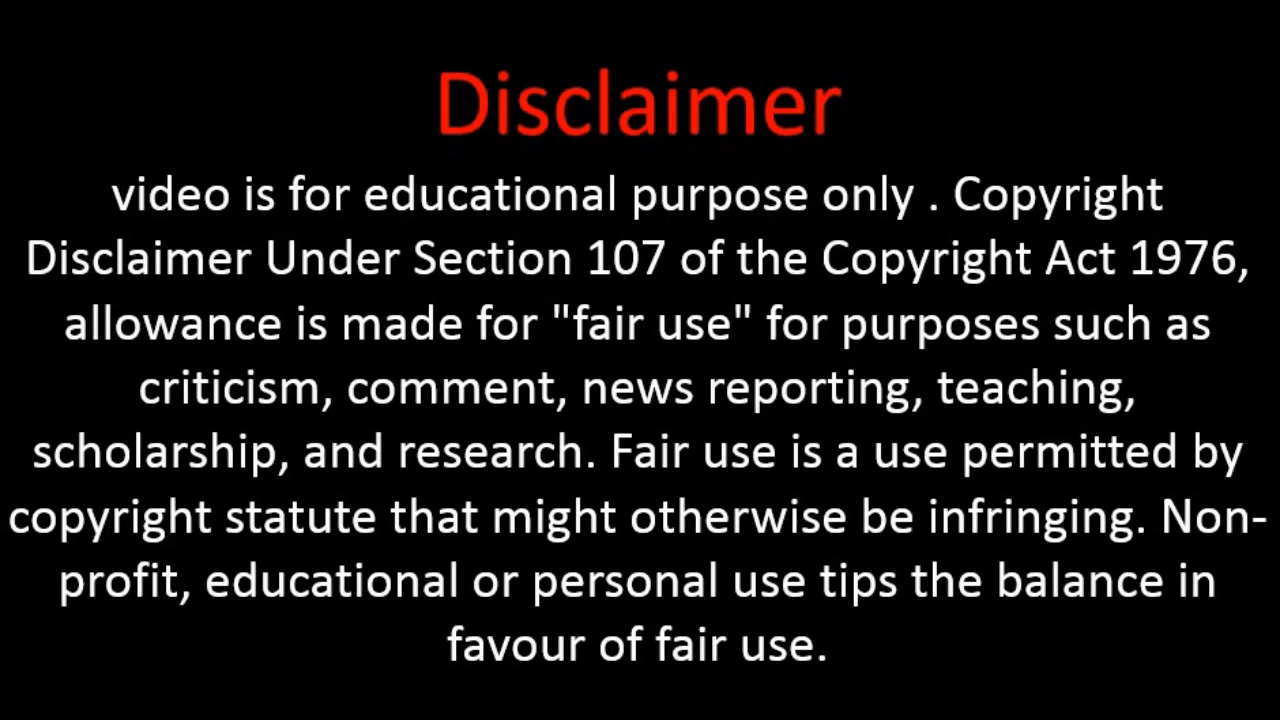 Disclaimer
video is for educational purpose only . Copyright
Disclaimer Under Section 107 of the Copyright Act 1976,
allowance is made for "fair use" for purposes such as
criticism, comment, news reporting, teaching,
scholarship, and research. Fair use is a use permitted by
copyright statute that might otherwise be infringing. Non-
profit, educational or personal use tips the balance in
favour of fair use.